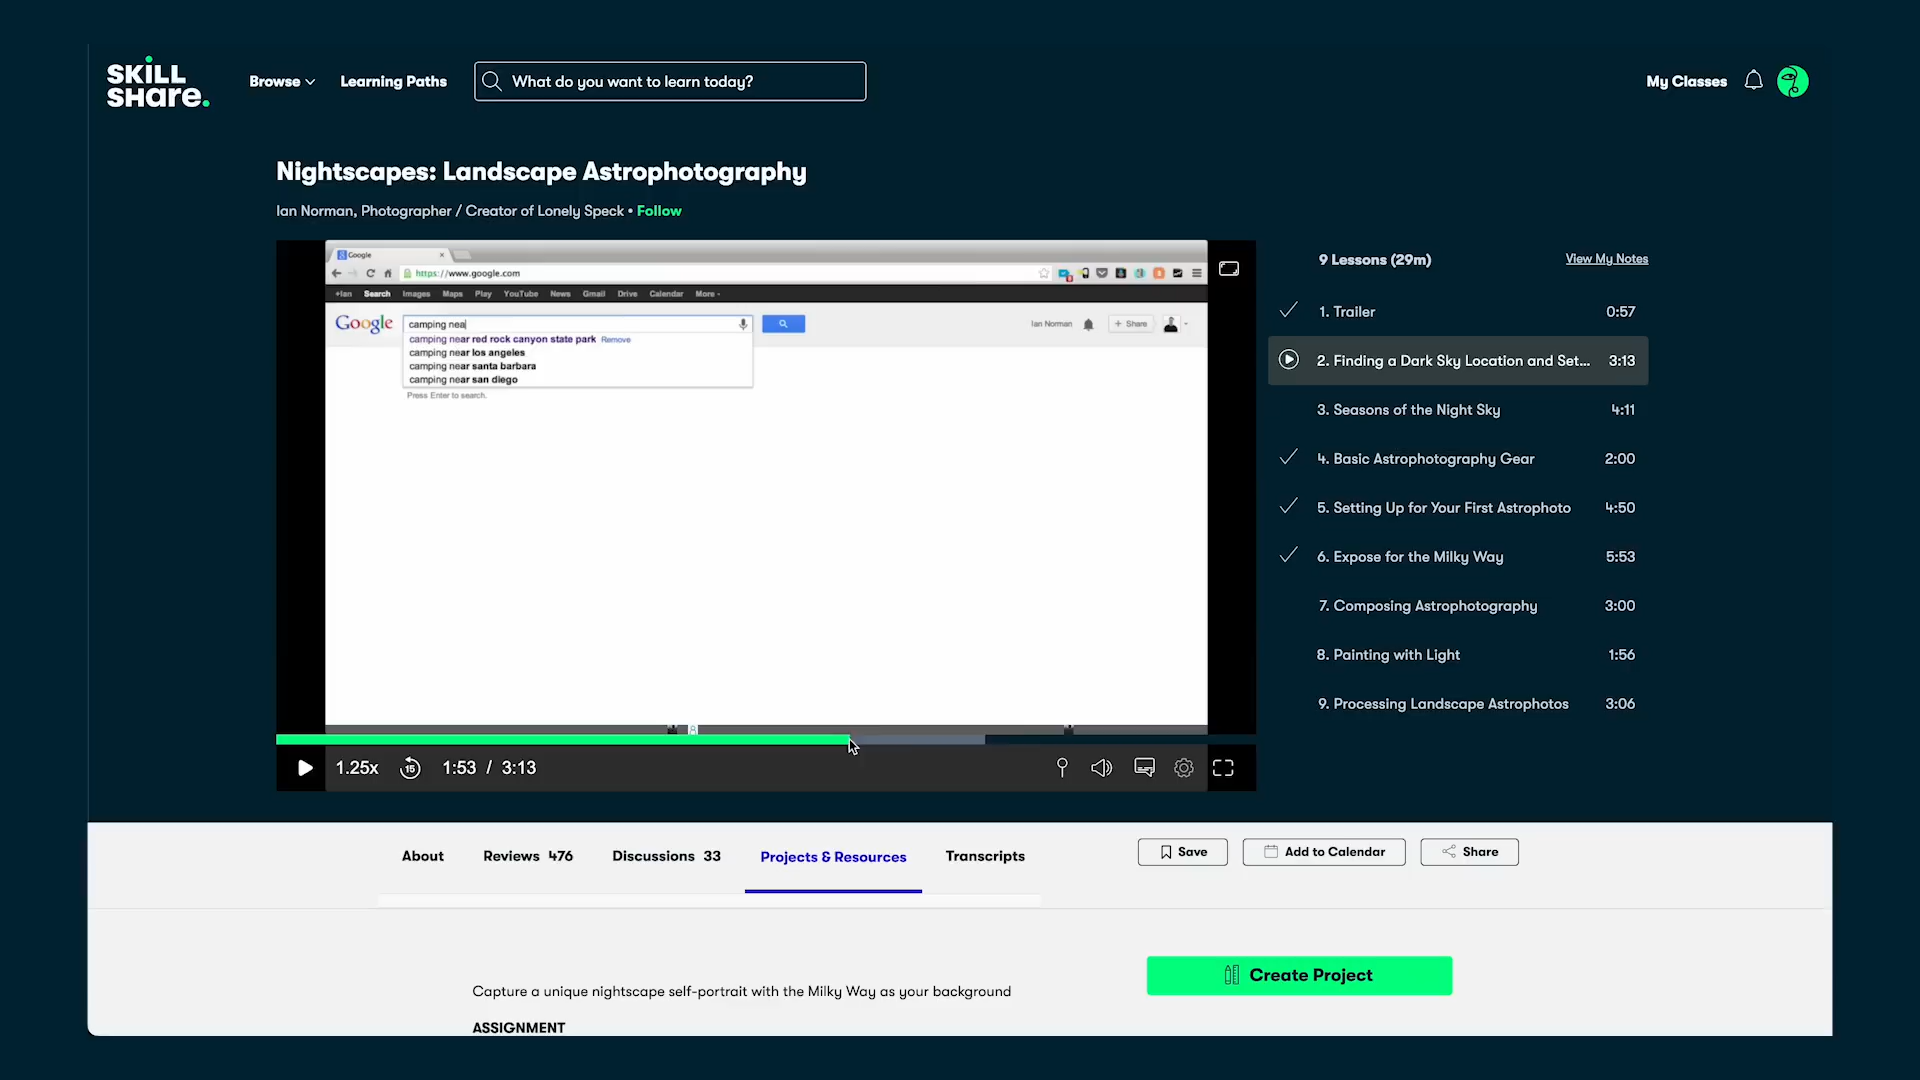 SKILL
SHARE.
Browse
Learning Paths
What do you want to learn today?
My Classes
Nightscapes: Landscape Astrophotography
Ian Norman, Photographer / Creator of Lonely Speck • Follow
Google
https://www.google.com
+Ian Search Images Maps Play YouTube News Gmail Drive Calendar More
Google
camping nea
Ian Norman
+ Share
camping near red rock canyon state park Remove
camping near los angeles
camping near santa barbara
camping near san diego
Press Enter to search.
1.25x
15
1:53 / 3:13
9 Lessons (29m)
View My Notes
1. Trailer 0:57
2. Finding a Dark Sky Location and Set... 3:13
3. Seasons of the Night Sky 4:11
4. Basic Astrophotography Gear 2:00
5. Setting Up for Your First Astrophoto 4:50
6. Expose for the Milky Way 5:53
7. Composing Astrophotography 3:00
8. Painting with Light 1:56
9. Processing Landscape Astrophotos 3:06
About
Reviews 476
Discussions 33
Projects & Resources
Transcripts
Save
Add to Calendar
Share
Create Project
Capture a unique nightscape self-portrait with the Milky Way as your background
ASSIGNMENT